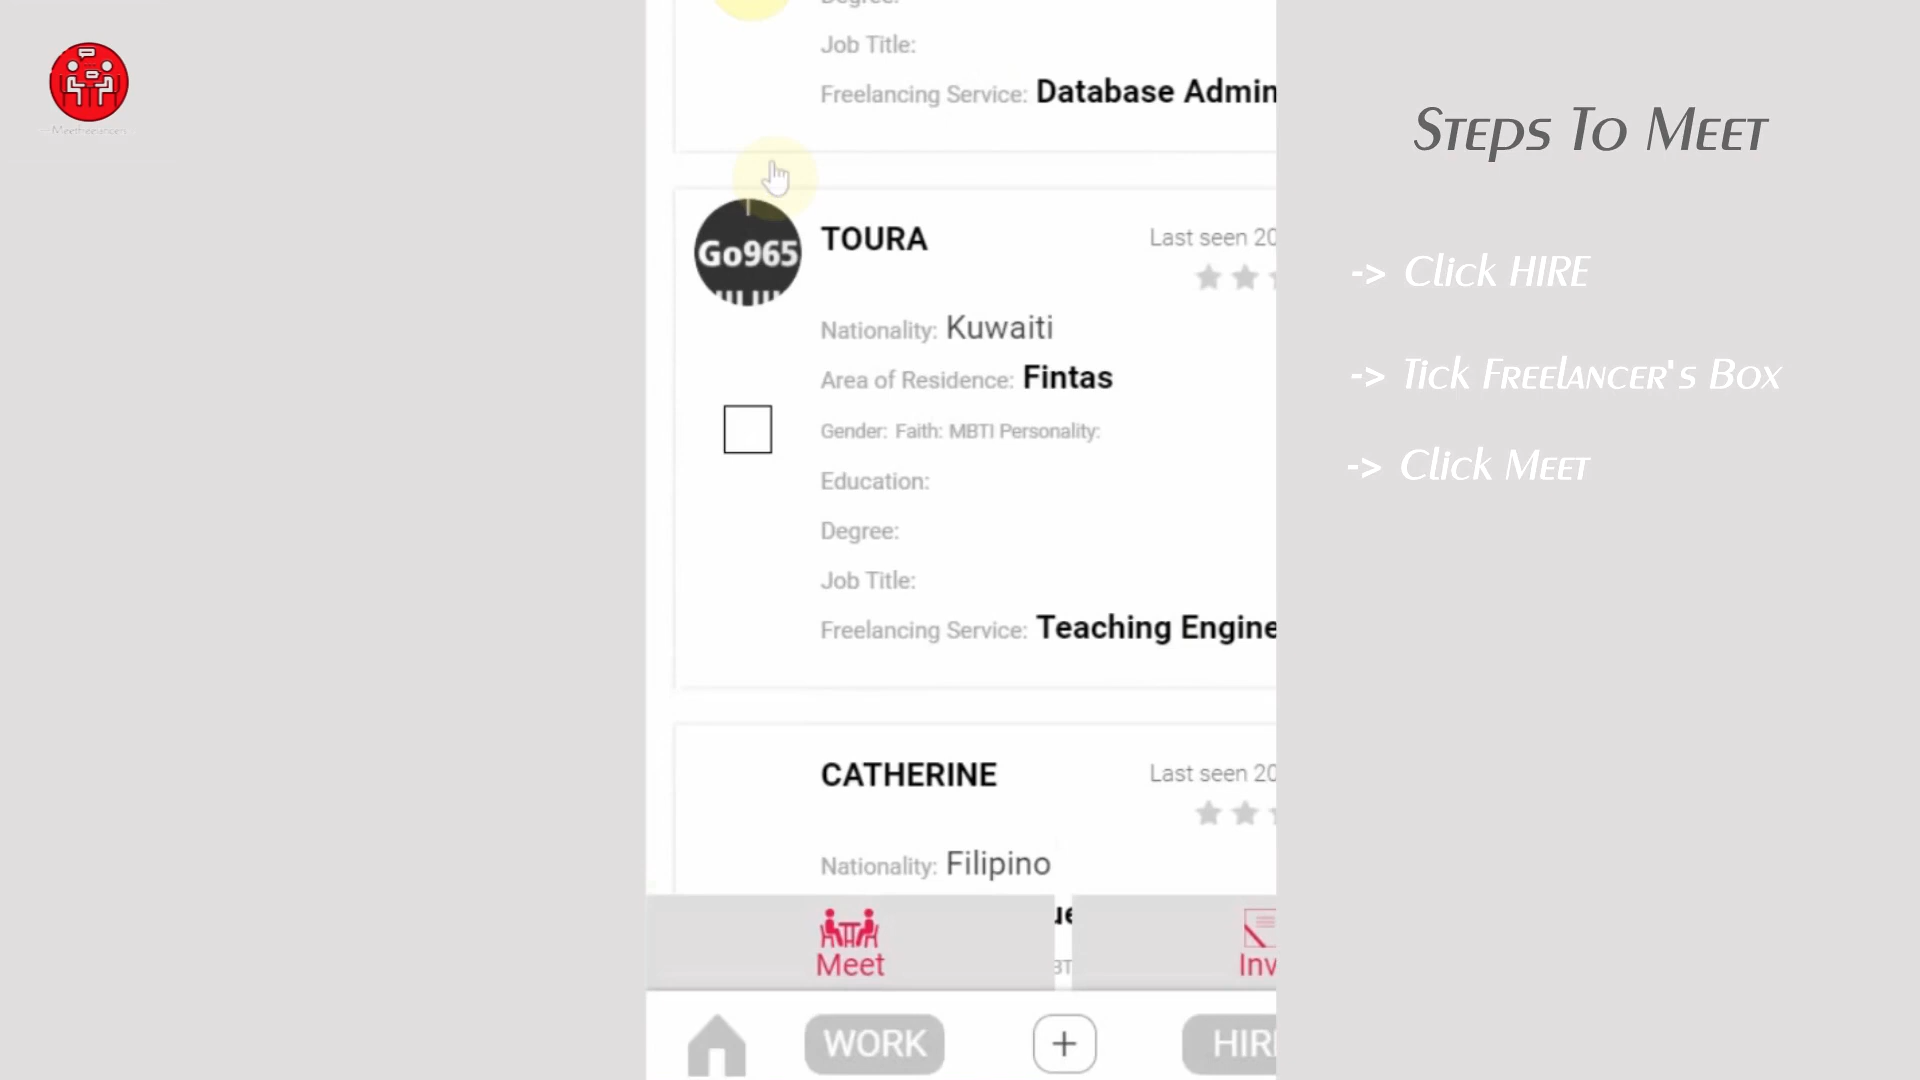 Meetfreelancers
Degree:
Job Title:
Freelancing Service: Database Admin
Go965
TOURA
Last seen 20
Nationality: Kuwaiti
Area of Residence: Fintas
Gender: Faith: MBTI Personality:
Education:
Degree:
Job Title:
Freelancing Service: Teaching Engine
CATHERINE
Last seen 20
Nationality: Filipino
Meet
Inv
WORK
+
HIR
Steps To Meet
-> Click HIRE
-> Tick Freelancer's Box
-> Click Meet